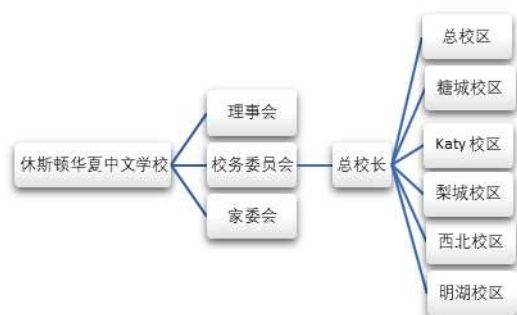 休斯顿华夏中文学校
理事会
校务委员会
家委会
总校长
总校区
糖城校区
Katy 校区
梨城校区
西北校区
明湖校区